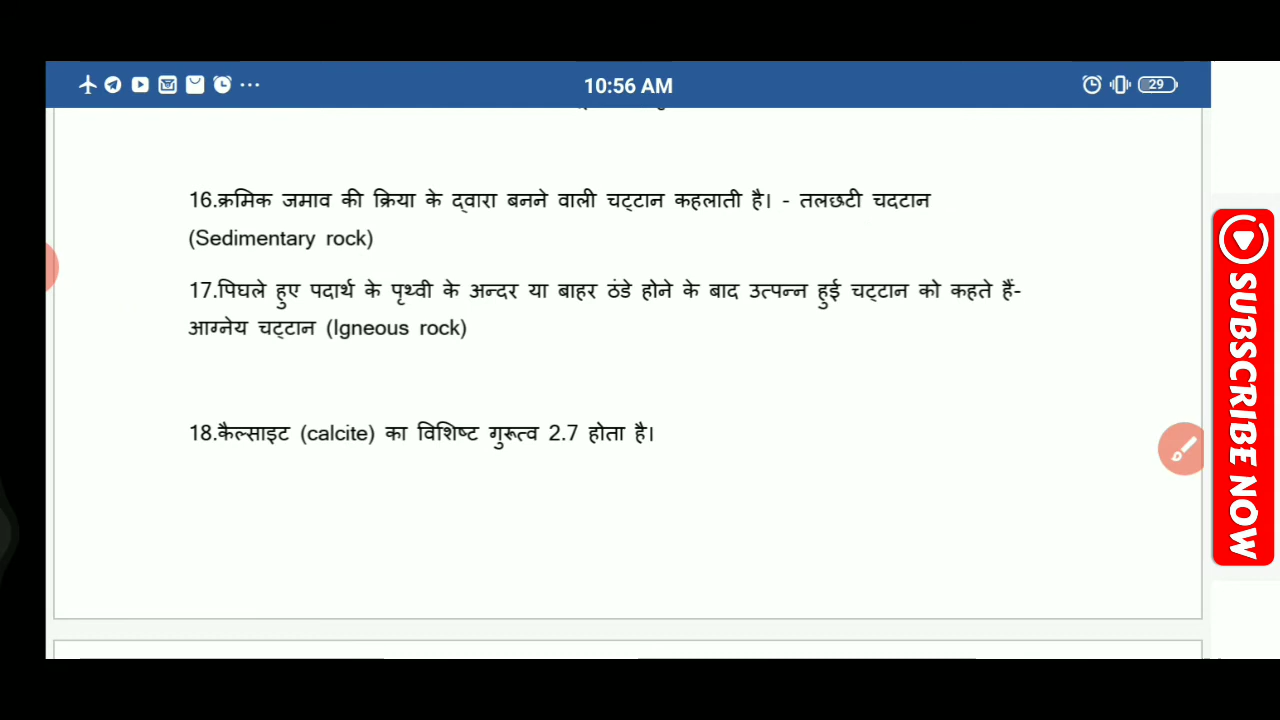 10:56 AM
29
16.क्रमिक जमाव की क्रिया के द्वारा बनने वाली चट्टान कहलाती है। - तलछटी चदटान
(Sedimentary rock)
17.पिघले हुए पदार्थ के पृथ्वी के अन्दर या बाहर ठंडे होने के बाद उत्पन्न हुई चट्टान को कहते हैं-
आग्नेय चट्टान (Igneous rock)
18.कैल्साइट (calcite) का विशिष्ट गुरूत्व 2.7 होता है।
SUBSCRIBE NOW